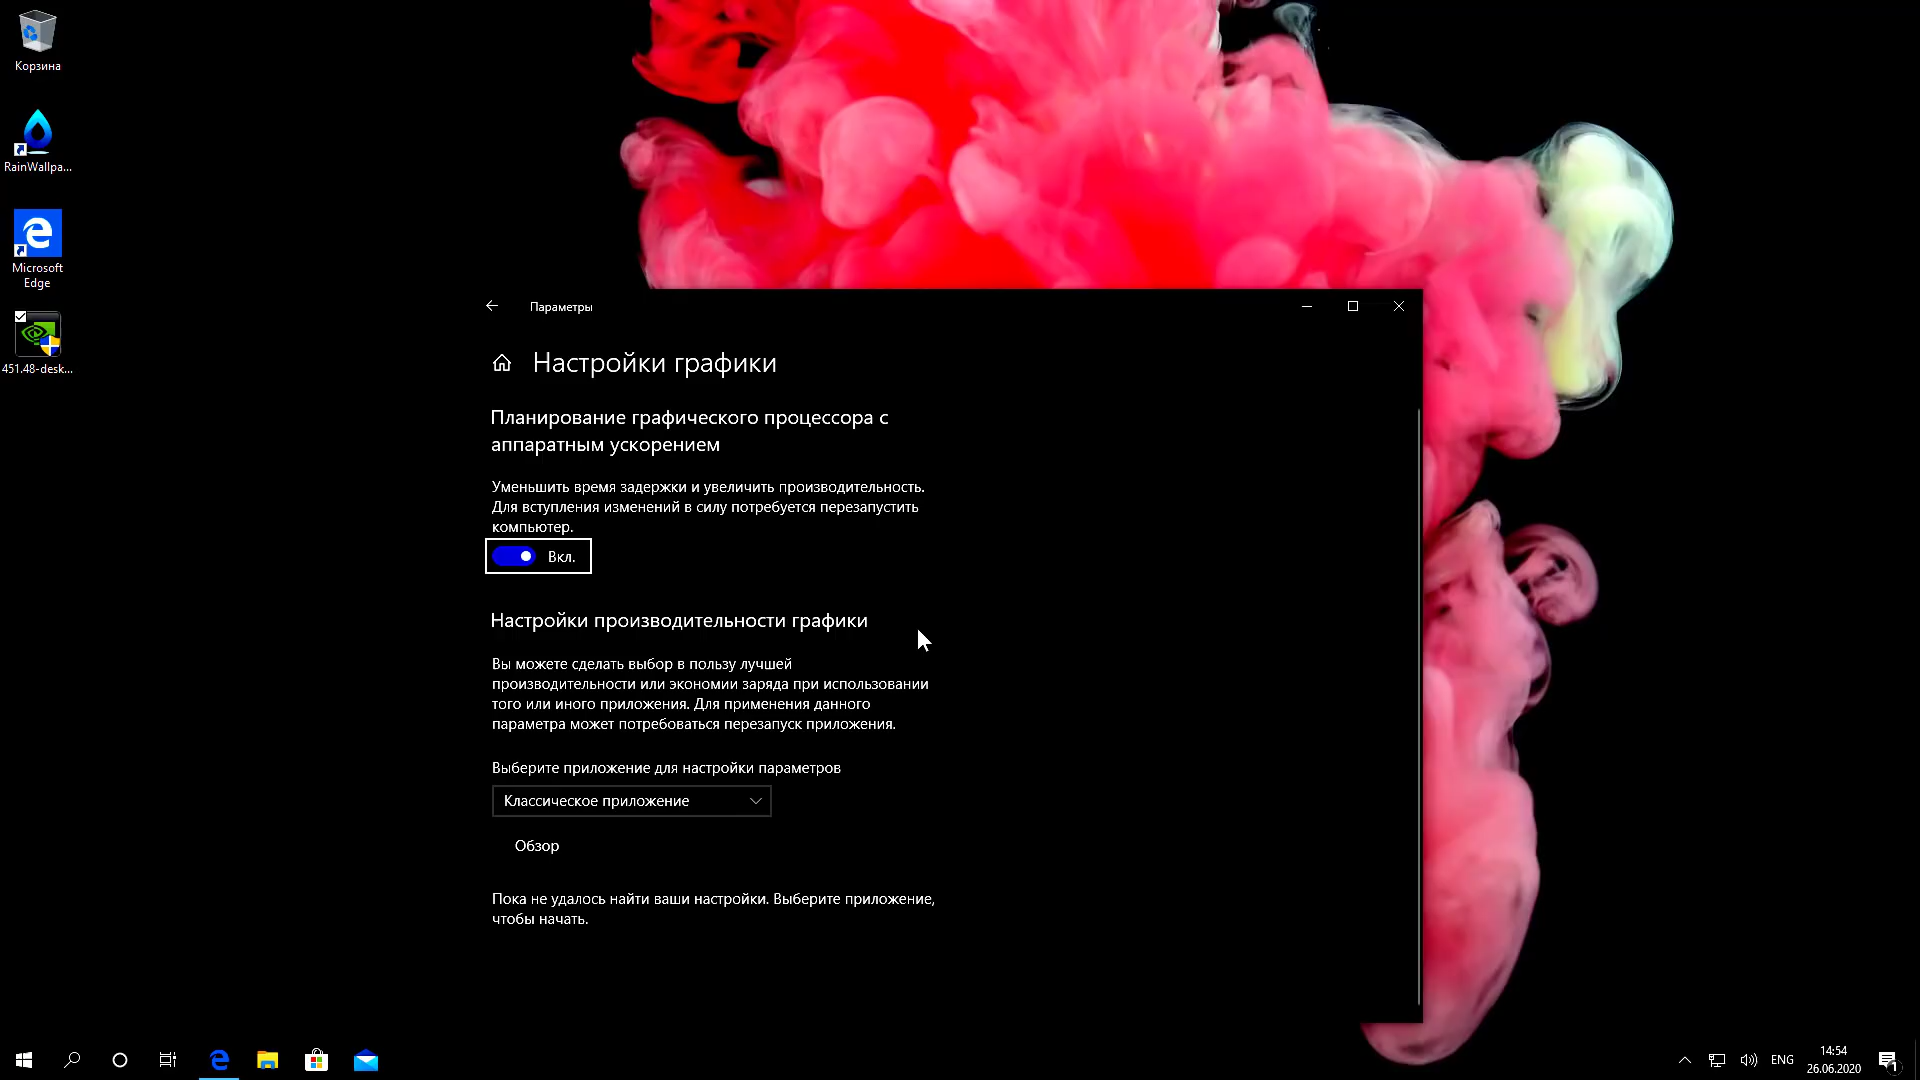 Корзина
RainWallpa...
Microsoft
Edge
451.48-desk...
Параметры
Настройки графики
Планирование графического процессора с
аппаратным ускорением
Уменьшить время задержки и увеличить производительность.
Для вступления изменений в силу потребуется перезапустить
компьютер.
Вкл.
Настройки производительности графики
Вы можете сделать выбор в пользу лучшей
производительности или экономии заряда при использовании
того или иного приложения. Для применения данного
параметра может потребоваться перезапуск приложения.
Выберите приложение для настройки параметров
Классическое приложение
Обзор
Пока не удалось найти ваши настройки. Выберите приложение,
чтобы начать.
ENG
14:54
26.06.2020
1